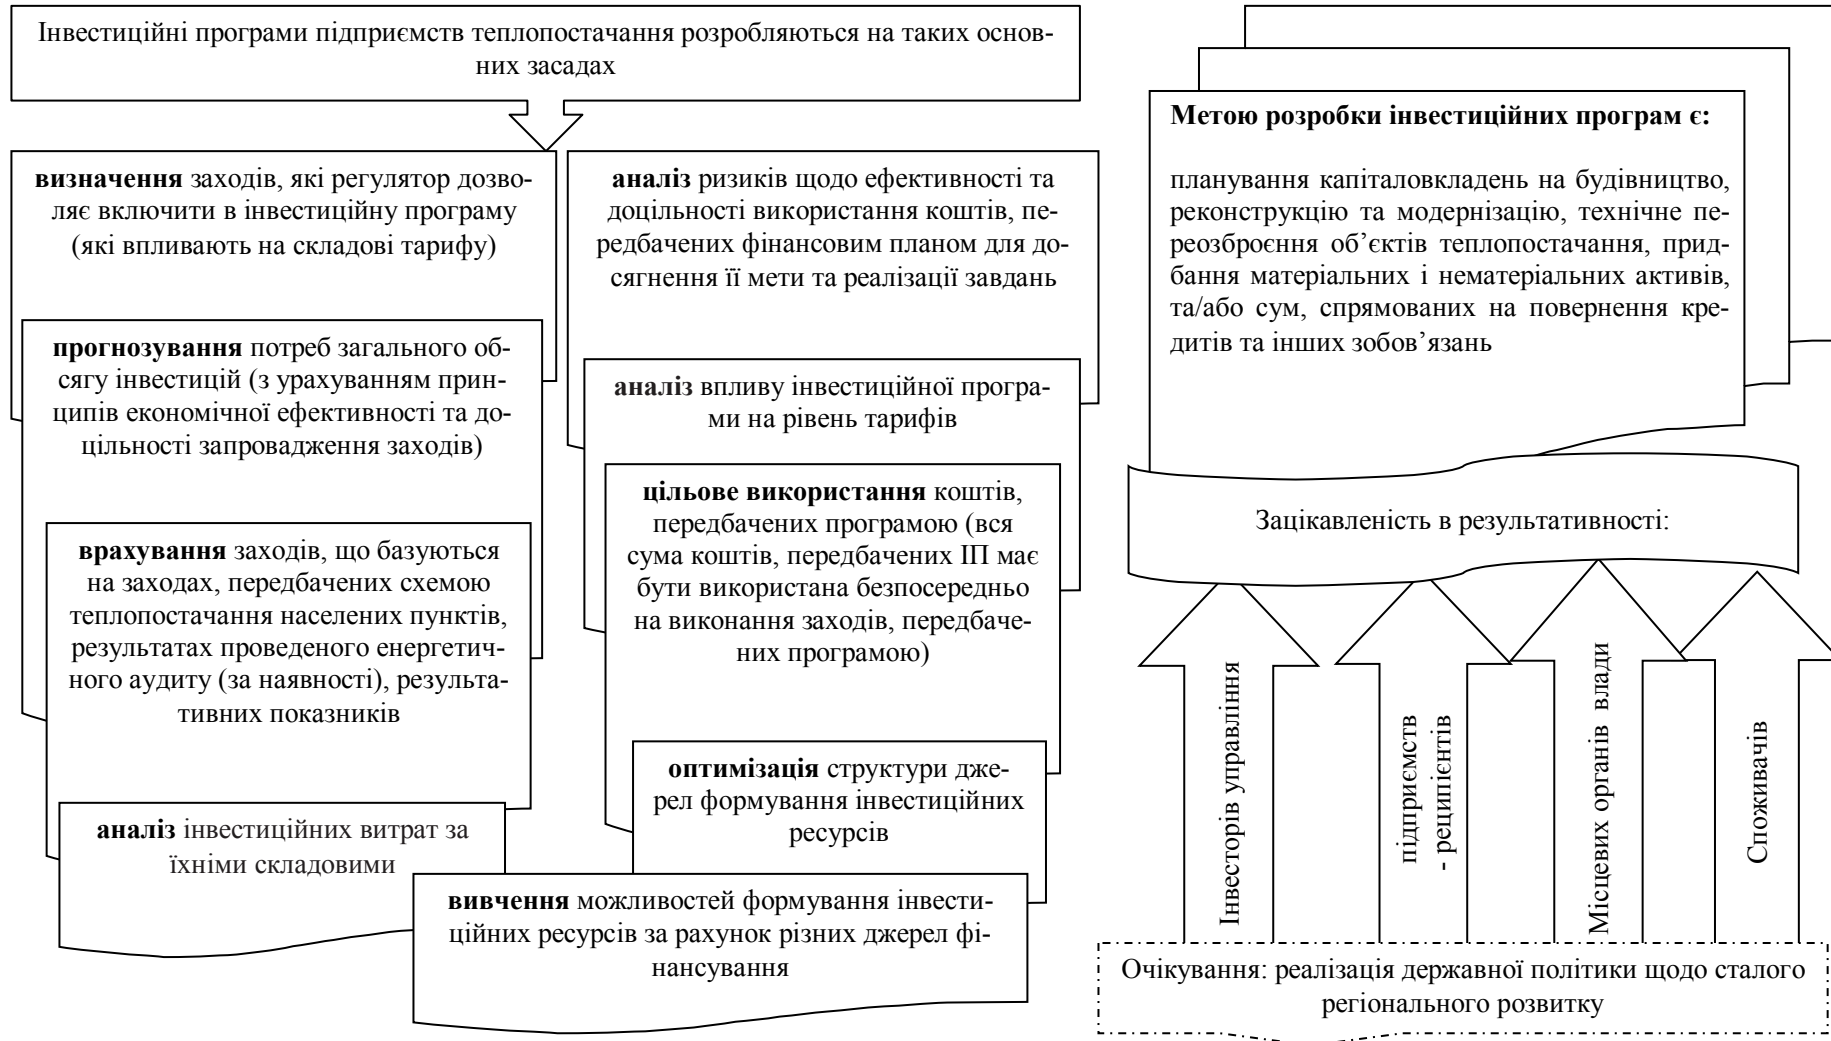 Інвестиційні програми підприємств теплопостачання розробляються на таких основ-
них засадах
визначення заходів, які регулятор дозво-
ляє включити в інвестиційну програму
(які впливають на складові тарифу)
прогнозування потреб загального об-
сягу інвестицій (з урахуванням прин-
ципів економічної ефективності та до-
цільності запровадження заходів)
врахування заходів, що базуються
на заходах, передбачених схемою
теплопостачання населених пунктів,
результатах проведеного енергетич-
ного аудиту (за наявності), результа-
тивних показників
аналіз інвестиційних витрат за
їхніми складовими
аналіз ризиків щодо ефективності та
доцільності використання коштів, пе-
редбачених фінансовим планом для до-
сягнення її мети та реалізації завдань
аналіз впливу інвестиційної програ-
ми на рівень тарифів
цільове використання коштів,
передбачених програмою (вся
сума коштів, передбачених ІП має
бути використана безпосередньо
на виконання заходів, передбаче-
них програмою)
оптимізація структури дже-
рел формування інвестиційних
ресурсів
вивчення можливостей формування інвести-
ційних ресурсів за рахунок різних джерел фі-
нансування
Метою розробки інвестиційних програм є:
планування капіталовкладень на будівництво,
реконструкцію та модернізацію, технічне пе-
реозброєння об’єктів теплопостачання, прид-
бання матеріальних і нематеріальних активів,
та/або сум, спрямованих на повернення кре-
дитів та інших зобов’язань
Зацікавленість в результативності:
Інвесторів управління
підприємств
- реципієнтів
Місцевих органів влади
Споживачів
Очікування: реалізація державної політики щодо сталого
регіонального розвитку